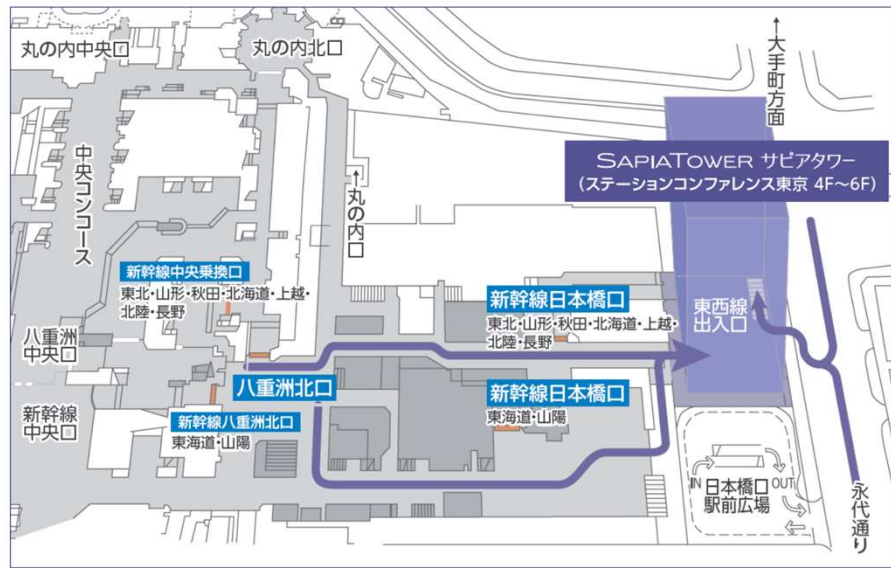 丸の内中央口
丸の内北口
↑大手町方面
SAPIATOWER サピアタワー
(ステーションコンファレンス東京 4F〜6F)
中央コンコース
↑丸の内口
新幹線中央乗換口
東北・山形・秋田・北海道・上越・
北陸・長野
新幹線日本橋口
東北・山形・秋田・北海道・上越・
北陸・長野
東西線
出入口
八重洲
中央口
八重洲北口
新幹線
中央口
新幹線八重洲北口
東海道・山陽
新幹線日本橋口
東海道・山陽
IN
OUT
日本橋口
駅前広場
永代通り